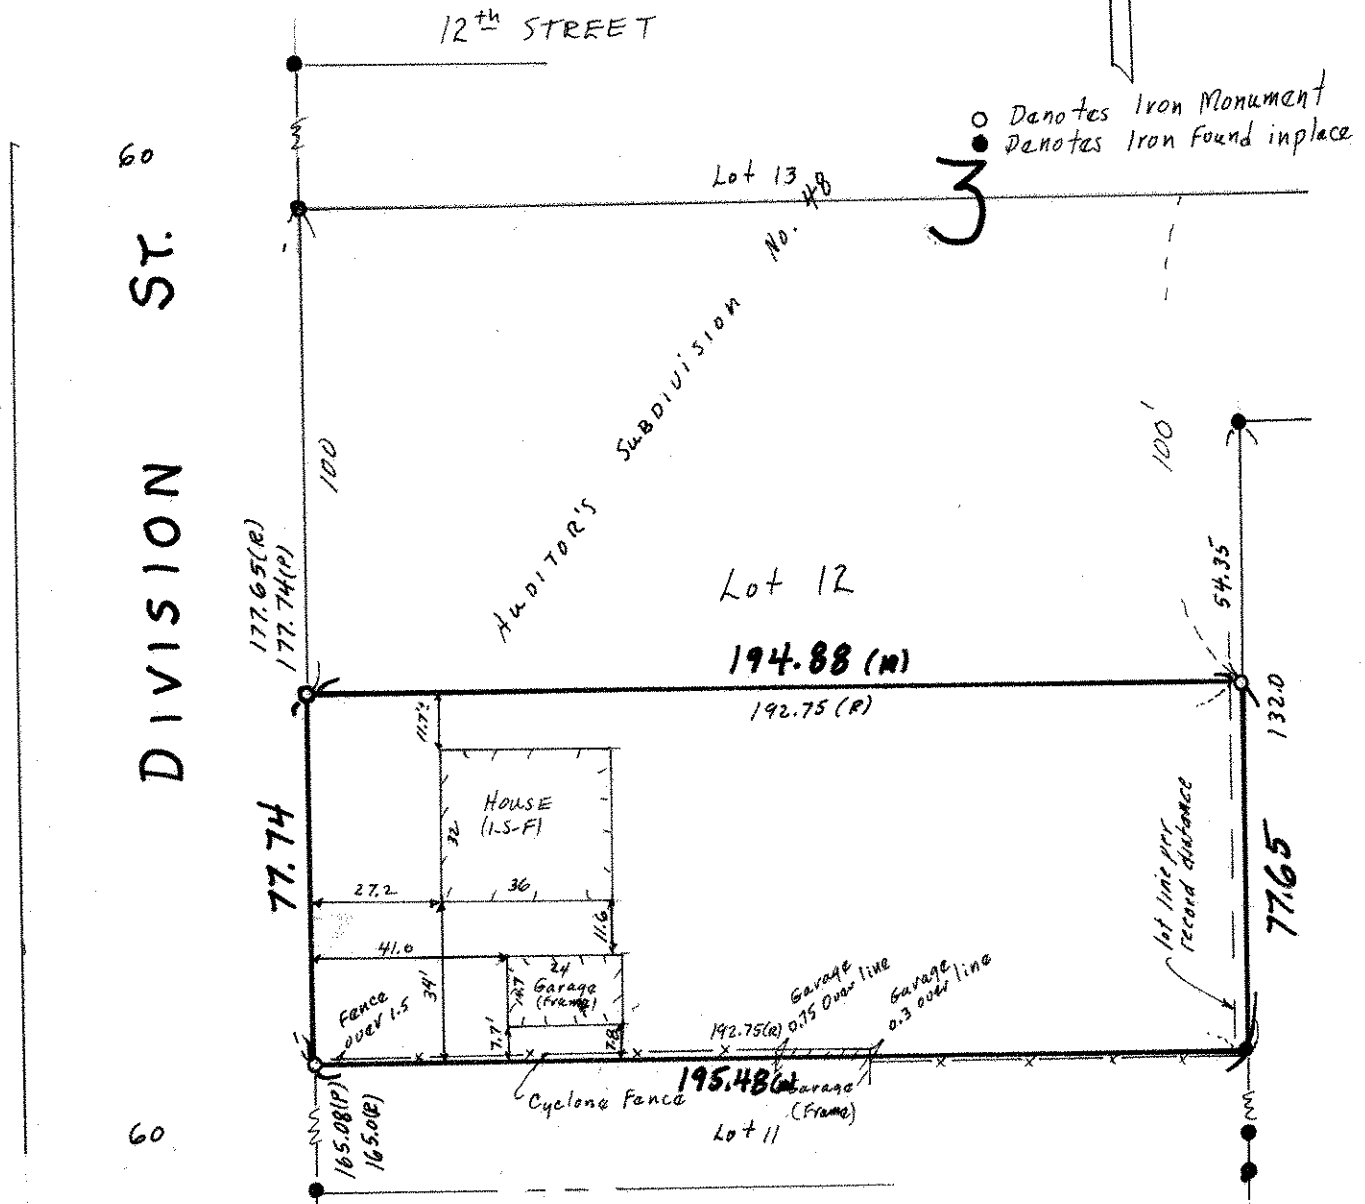 12th STREET
○ Denotes Iron Monument
● Denotes Iron Found inplace
60
Lot 13
3
DIVISION ST.
AUDITOR'S SUBDIVISION No. 48
100
100'
177.65(R)
177.74(P)
54.35
Lot 12
194.88 (M)
192.75 (R)
132.0
11.7'±
HOUSE
(1.5-F)
32
36
77.74
77.65
27.2
lot line per
record distance
11.6
41.0
34'
24
Garage
(Frame)
Fence
over 1.5
7.7'
7.8
192.75(R)
Garage
0.75 Over line
Garage
0.3 over line
195.48
Cyclone Fence
Garage
(Frame)
Lot 11
60
165.08(P)
165.0(R)